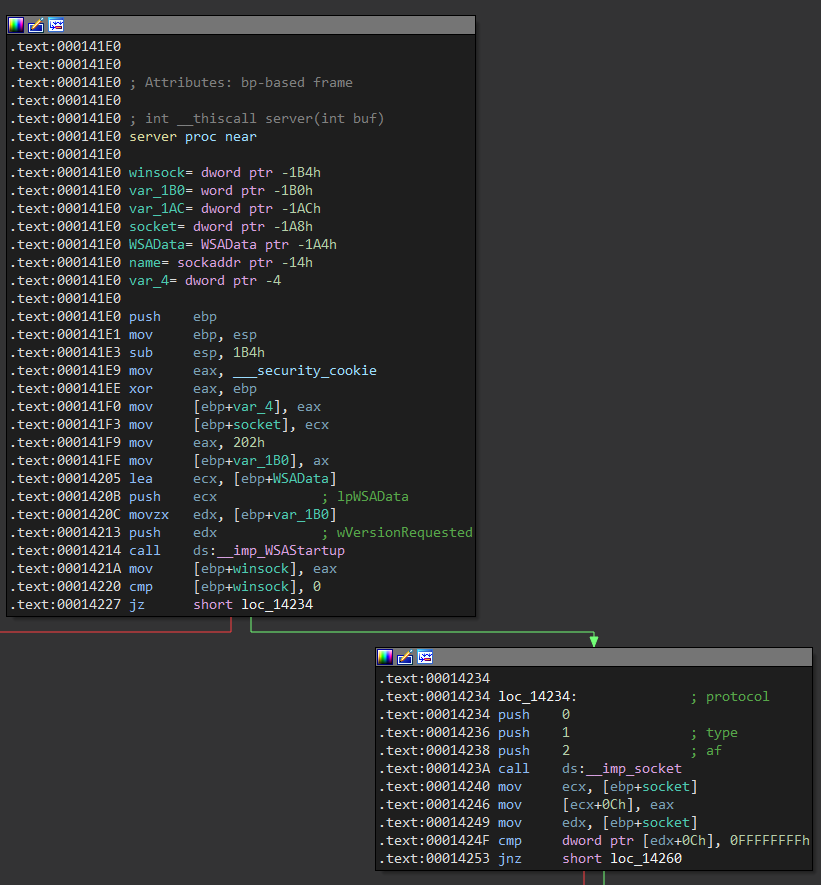 .text:000141E0
.text:000141E0
.text:000141E0 ; Attributes: bp-based frame
.text:000141E0
.text:000141E0 ; int __thiscall server(int buf)
.text:000141E0 server proc near
.text:000141E0
.text:000141E0 winsock= dword ptr -1B4h
.text:000141E0 var_1B0= word ptr -1B0h
.text:000141E0 var_1AC= dword ptr -1ACh
.text:000141E0 socket= dword ptr -1A8h
.text:000141E0 WSAData= WSAData ptr -1A4h
.text:000141E0 name= sockaddr ptr -14h
.text:000141E0 var_4= dword ptr -4
.text:000141E0
.text:000141E0 push    ebp
.text:000141E1 mov     ebp, esp
.text:000141E3 sub     esp, 1B4h
.text:000141E9 mov     eax, ___security_cookie
.text:000141EE xor     eax, ebp
.text:000141F0 mov     [ebp+var_4], eax
.text:000141F3 mov     [ebp+socket], ecx
.text:000141F9 mov     eax, 202h
.text:000141FE mov     [ebp+var_1B0], ax
.text:00014205 lea     ecx, [ebp+WSAData]
.text:0001420B push    ecx             ; lpWSAData
.text:0001420C movzx   edx, [ebp+var_1B0]
.text:00014213 push    edx             ; wVersionRequested
.text:00014214 call    ds:__imp_WSAStartup
.text:0001421A mov     [ebp+winsock], eax
.text:00014220 cmp     [ebp+winsock], 0
.text:00014227 jz      short loc_14234
.text:00014234
.text:00014234 loc_14234:              ; protocol
.text:00014234 push    0
.text:00014236 push    1               ; type
.text:00014238 push    2               ; af
.text:0001423A call    ds:__imp_socket
.text:00014240 mov     ecx, [ebp+socket]
.text:00014246 mov     [ecx+0Ch], eax
.text:00014249 mov     edx, [ebp+socket]
.text:0001424F cmp     dword ptr [edx+0Ch], 0FFFFFFFFh
.text:00014253 jnz     short loc_14260